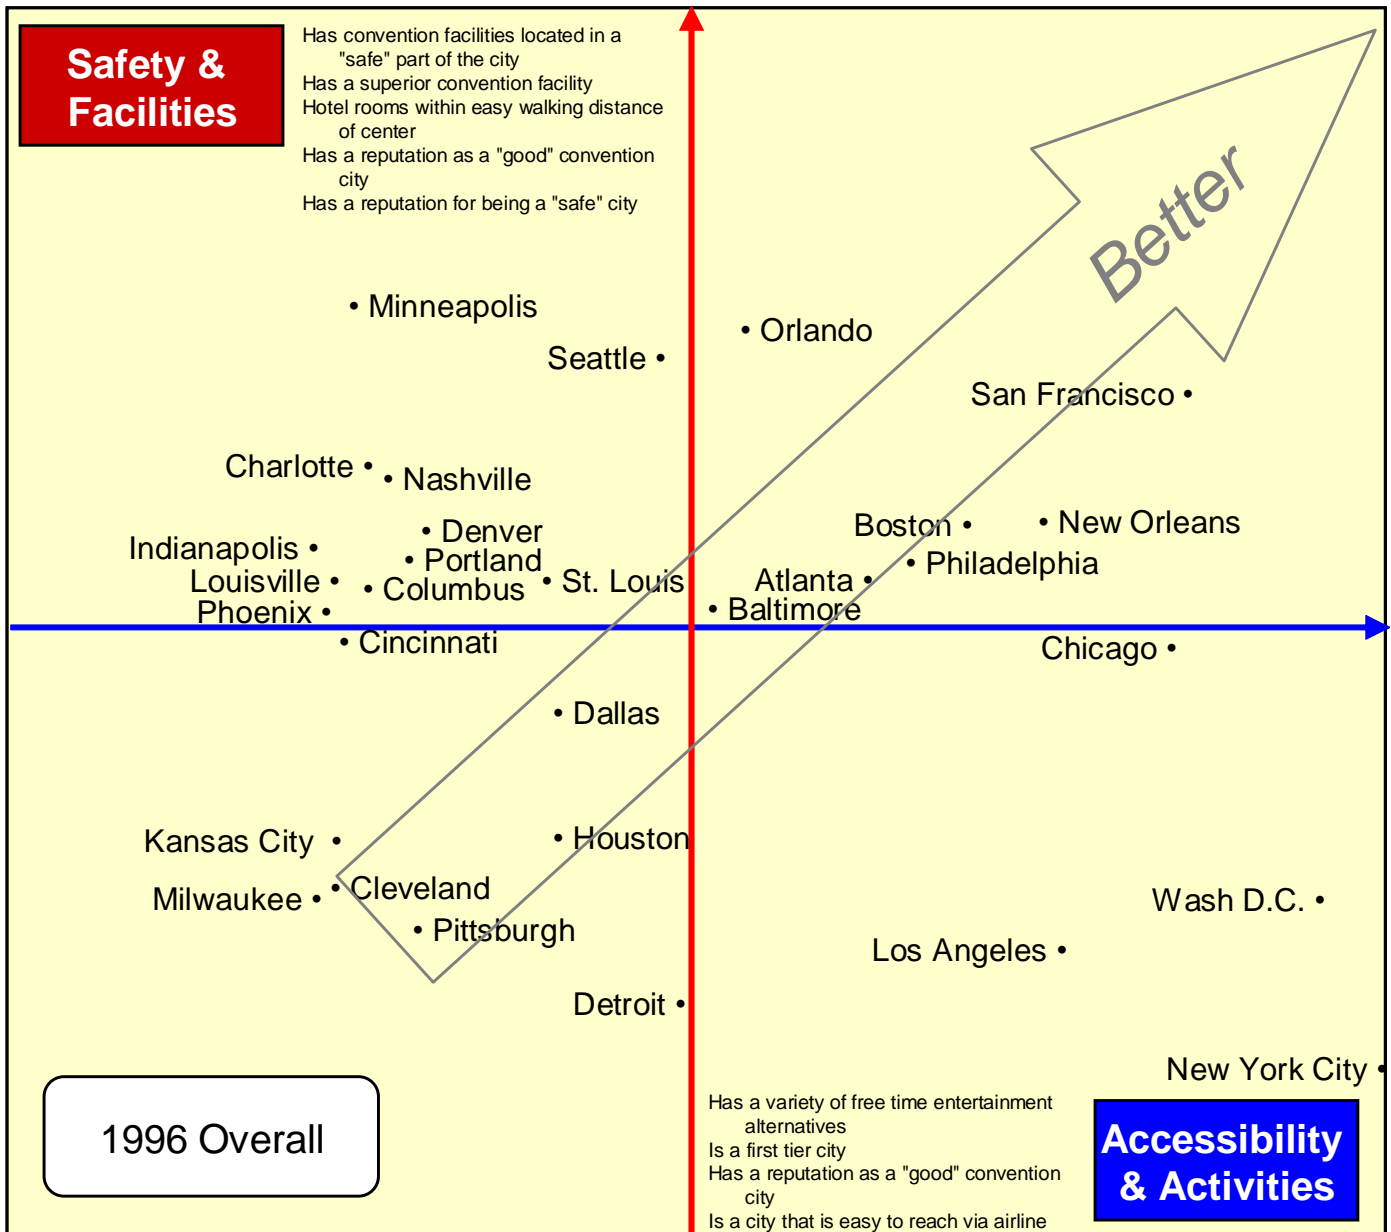 Safety &
Facilities
Has convention facilities located in a
"safe" part of the city
Has a superior convention facility
Hotel rooms within easy walking distance
of center
Has a reputation as a "good" convention
city
Has a reputation for being a "safe" city
Better
• Minneapolis
• Orlando
Seattle •
San Francisco •
Charlotte •
• Nashville
Boston •
• New Orleans
• Denver
Indianapolis •
• Portland
• Philadelphia
Louisville •
• Columbus
• St. Louis
Atlanta •
Phoenix •
• Baltimore
• Cincinnati
Chicago •
• Dallas
Kansas City •
• Houston
• Cleveland
Milwaukee •
Wash D.C. •
• Pittsburgh
Los Angeles •
Detroit •
New York City •
1996 Overall
Has a variety of free time entertainment
alternatives
Is a first tier city
Has a reputation as a "good" convention
city
Is a city that is easy to reach via airline
Accessibility
& Activities